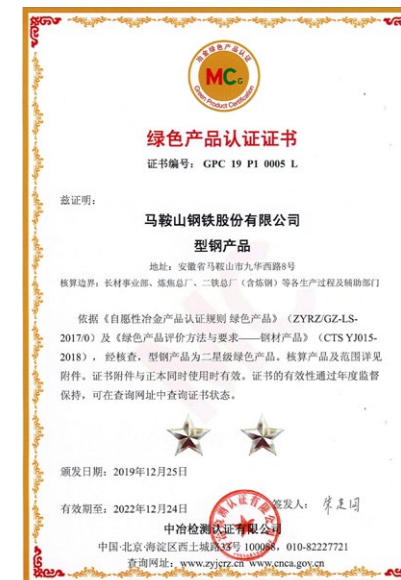 冶金绿色产品认证
MCG
Green Product Certification
绿色产品认证证书
证书编号： GPC 19 P1 0005 L
兹证明：
马鞍山钢铁股份有限公司
型钢产品
地址：安徽省马鞍山市九华西路8号
核算边界：长材事业部、炼焦总厂、二铁总厂（含炼钢）等各生产过程及辅助部门
依据《自愿性冶金产品认证规则 绿色产品》（ZYRZ/GZ-LS-
2017/0）及《绿色产品评价方法与要求——钢材产品》（CTS YJ015-
2018），经核查，型钢产品为二星级绿色产品。核算产品及范围详见
附件。证书附件与正本同时使用时有效。证书的有效性通过年度监督
保持，可在查询网址中查询证书状态。
颁发日期：2019年12月25日
有效期至：2022年12月24日
签发人：
中冶检测认证有限公司
中国·北京·海淀区西土城路33号 100088，010-82227721
查询网址：www.zyjcrz.cn www.cnca.gov.cn